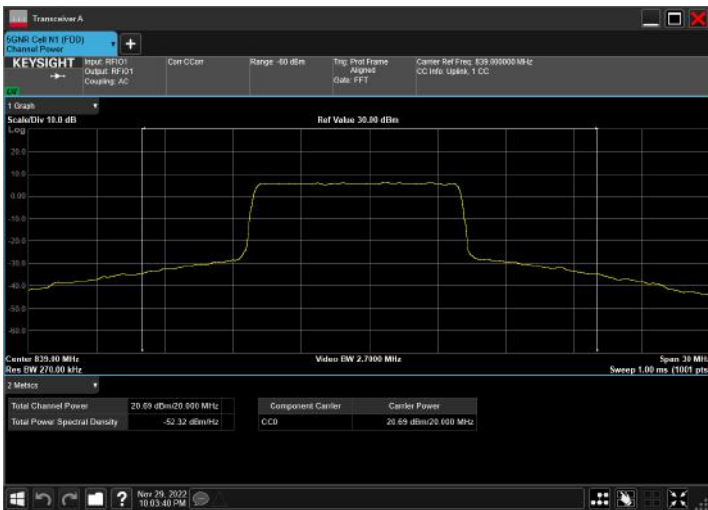 Transceiver A
5GNR Cell N1 (FDD)
Channel Power
KEYSIGHT
Input: RFIO1
Output: RFIO1
Coupling: AC
Corr CCorr
Range: -60 dBm
Trig: Prot Frame
Aligned
Gate: FFT
Carrier Ref Freq: 839.000000 MHz
CC Info: Uplink, 1 CC
1 Graph
Scale/Div 10.0 dB
Ref Value 30.00 dBm
Log
20.0
10.0
0.00
-10.0
-20.0
-30.0
-40.0
-50.0
-60.0
Center 839.00 MHz
Video BW 2.7000 MHz
Span 30 MHz
Res BW 270.00 kHz
Sweep 1.00 ms (1001 pts
2 Metrics
Total Channel Power 20.69 dBm/20.000 MHz
Total Power Spectral Density -52.32 dBm/Hz
Component Carrier Carrier Power
CC0 20.69 dBm/20.000 MHz
Nov 29, 2022
10:03:40 PM